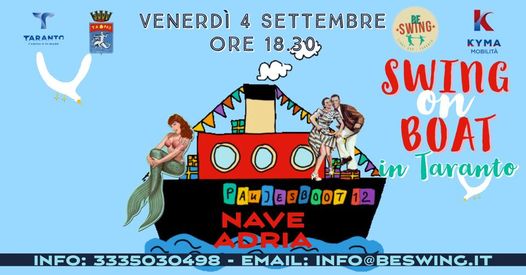 VENERDÌ 4 SETTEMBRE
ORE 18.30
TARANTO
BE
SWING
KYMA
MOBILITÀ
SWING
on
BOAT
in Taranto
PAKJESBOOT 12
NAVE
ADRIA
INFO: 3335030498 - EMAIL: INFO@BESWING.IT